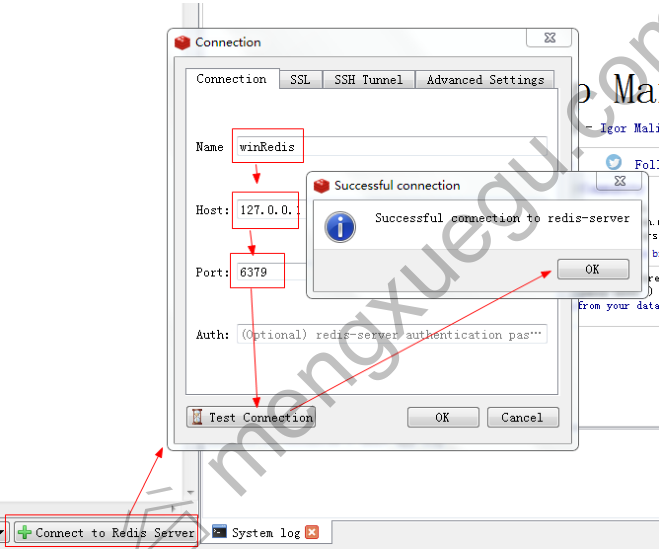 Connection
Connection SSL SSH Tunnel Advanced Settings
Ma
Igor Mali
Name winRedis
Foll
Successful connection
Host: 127.0.0.1
Successful connection to redis-server
Port: 6379
OK
from your data
Auth: (Optional) redis-server authentication pas…
Test Connection OK Cancel
Connect to Redis Server
System log
mengxuegu.com